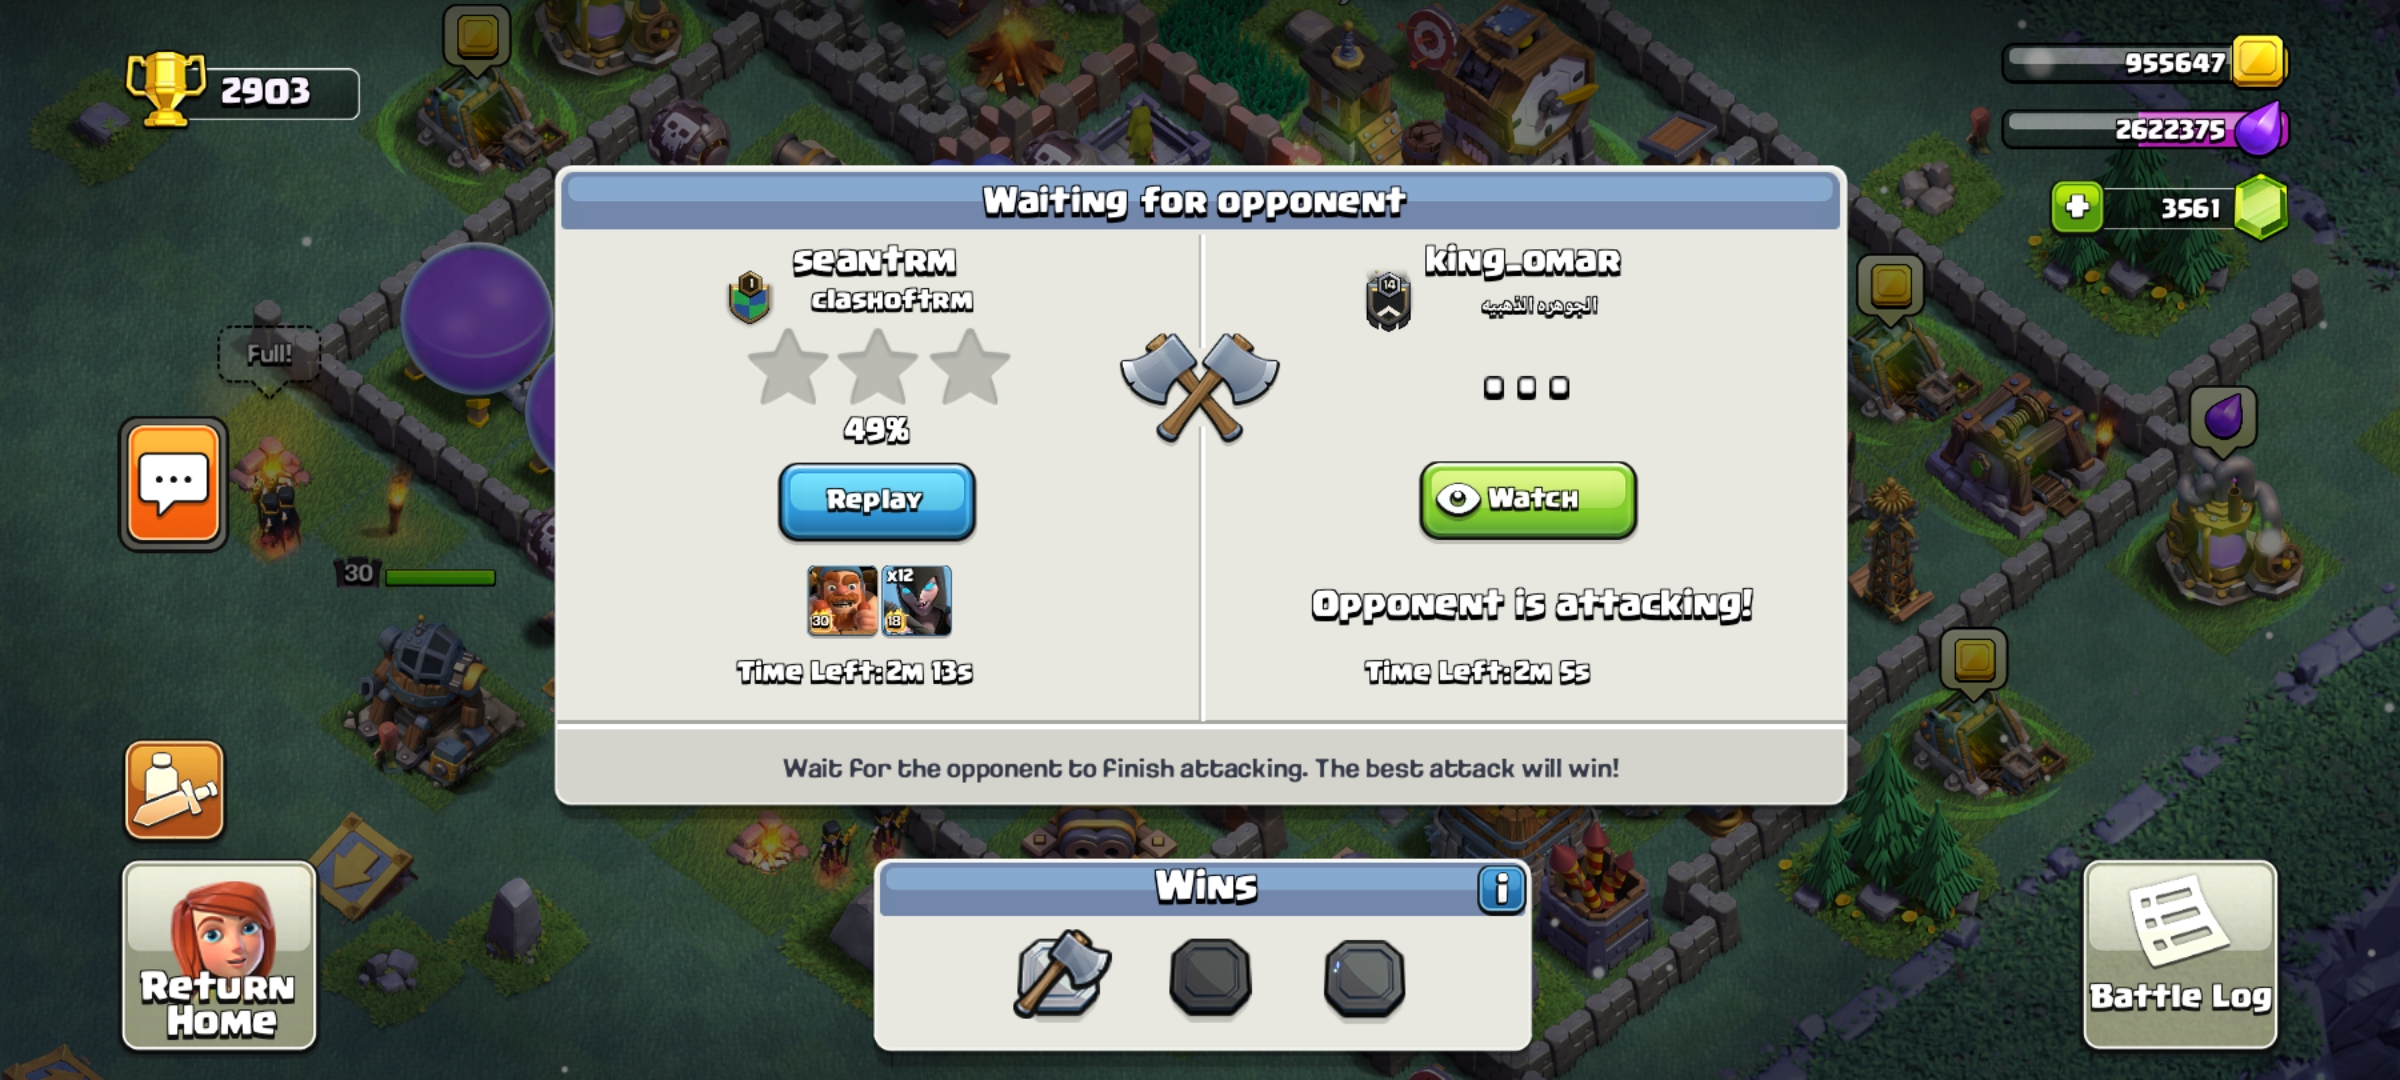 2903
955647
2622375
3561
Waiting for opponent
seantrm
clashoftrm
1
49%
Replay
x12
30
18
Time Left:2m 13s
king_omar
الجوهره الذهبيه
14
Watch
Opponent is attacking!
Time Left:2m 5s
Wait for the opponent to finish attacking. The best attack will win!
Full!
30
Wins
i
Return
Home
Battle Log